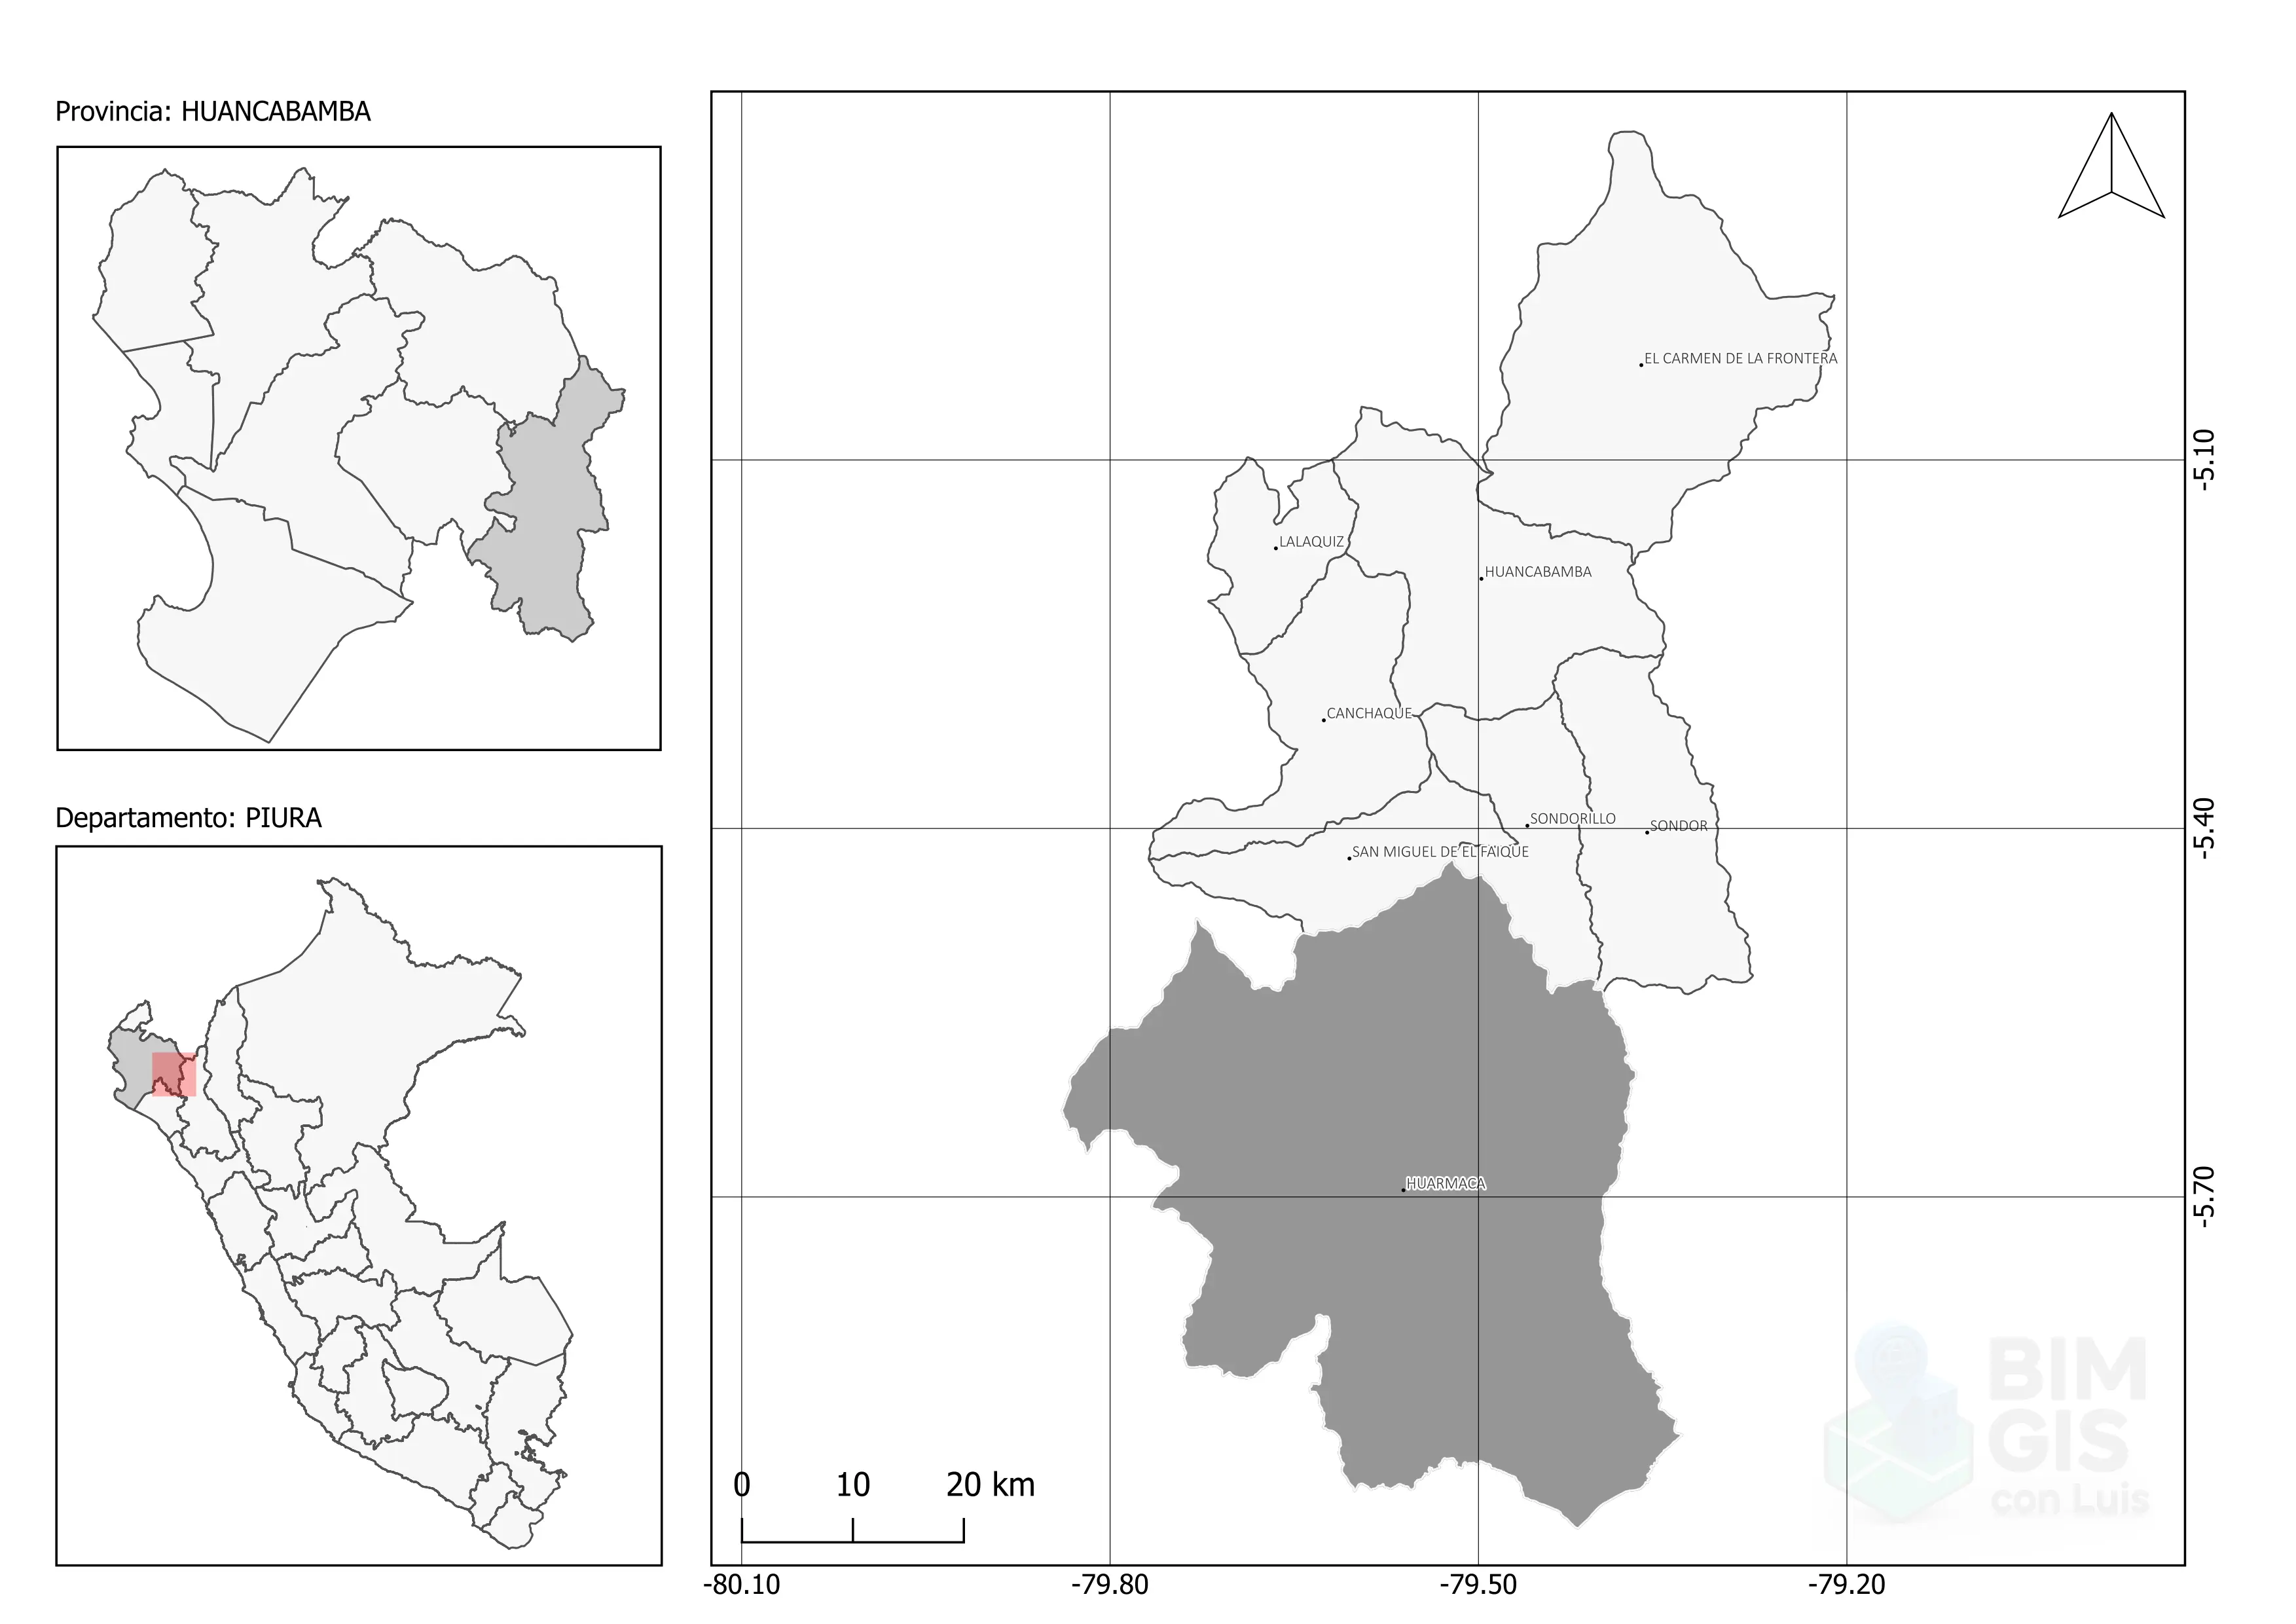 Provincia: HUANCABAMBA
Departamento: PIURA
EL CARMEN DE LA FRONTERA
LALAQUIZ
HUANCABAMBA
CANCHAQUE
SONDORILLO
SONDOR
SAN MIGUEL DE EL FAIQUE
HUARMACA
-5.10
-5.40
-5.70
0 10 20 km
BIM
GIS
con Luis
-80.10 -79.80 -79.50 -79.20